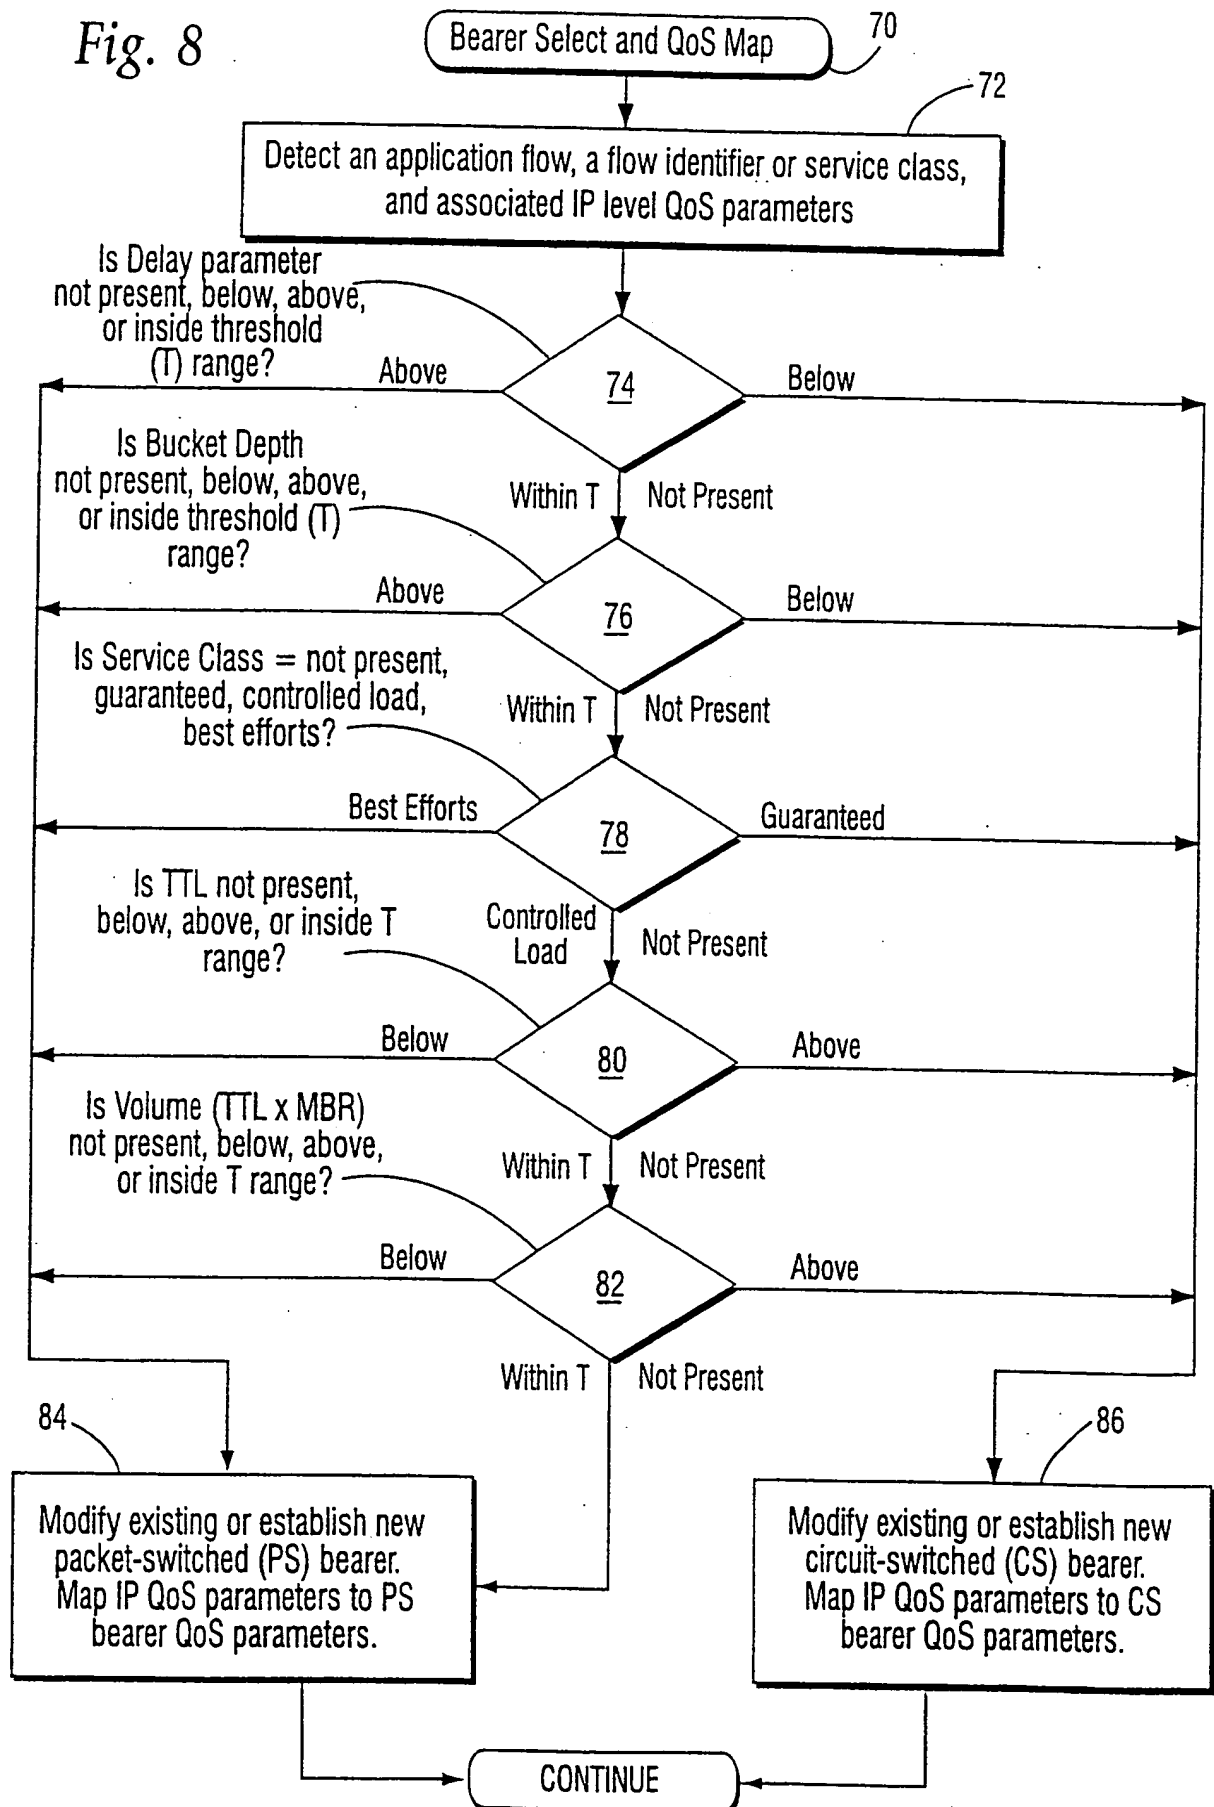 Fig. 8
Bearer Select and QoS Map
70
72
Detect an application flow, a flow identifier or service class,
and associated IP level QoS parameters
Is Delay parameter
not present, below, above,
or inside threshold
(T) range?
Above
74
Below
Within T
Not Present
Is Bucket Depth
not present, below, above,
or inside threshold (T)
range?
Above
76
Below
Within T
Not Present
Is Service Class = not present,
guaranteed, controlled load,
best efforts?
Best Efforts
78
Guaranteed
Controlled
Load
Not Present
Is TTL not present,
below, above, or inside T
range?
Below
80
Above
Within T
Not Present
Is Volume (TTL x MBR)
not present, below, above,
or inside T range?
Below
82
Above
Within T
Not Present
84
Modify existing or establish new
packet-switched (PS) bearer.
Map IP QoS parameters to PS
bearer QoS parameters.
86
Modify existing or establish new
circuit-switched (CS) bearer.
Map IP QoS parameters to CS
bearer QoS parameters.
CONTINUE